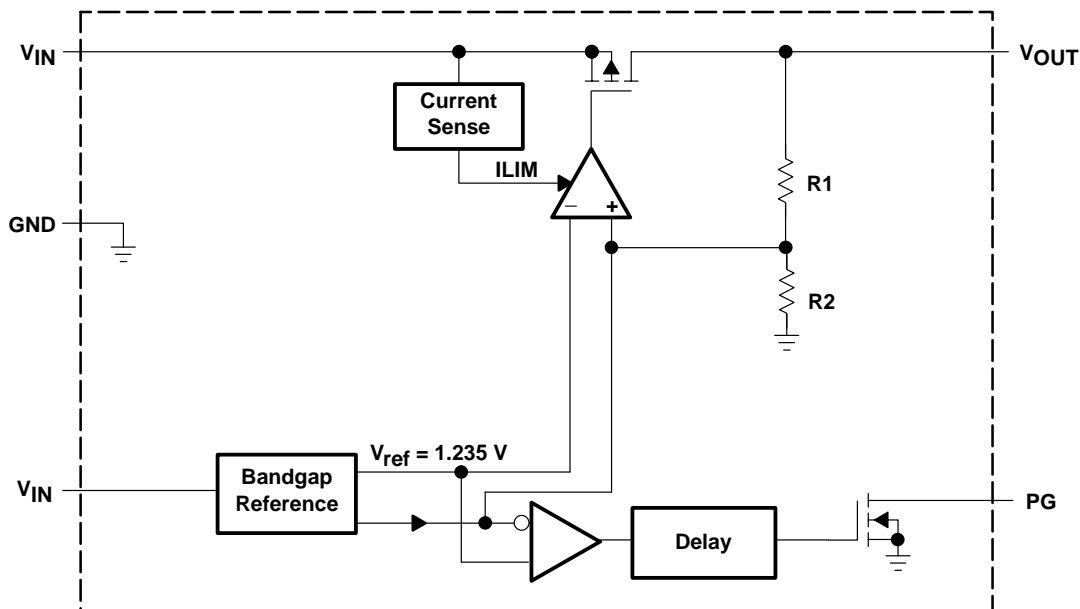 VIN
VOUT
Current
Sense
ILIM
R1
– +
GND
R2
Vref = 1.235 V
VIN
Bandgap
Reference
PG
Delay